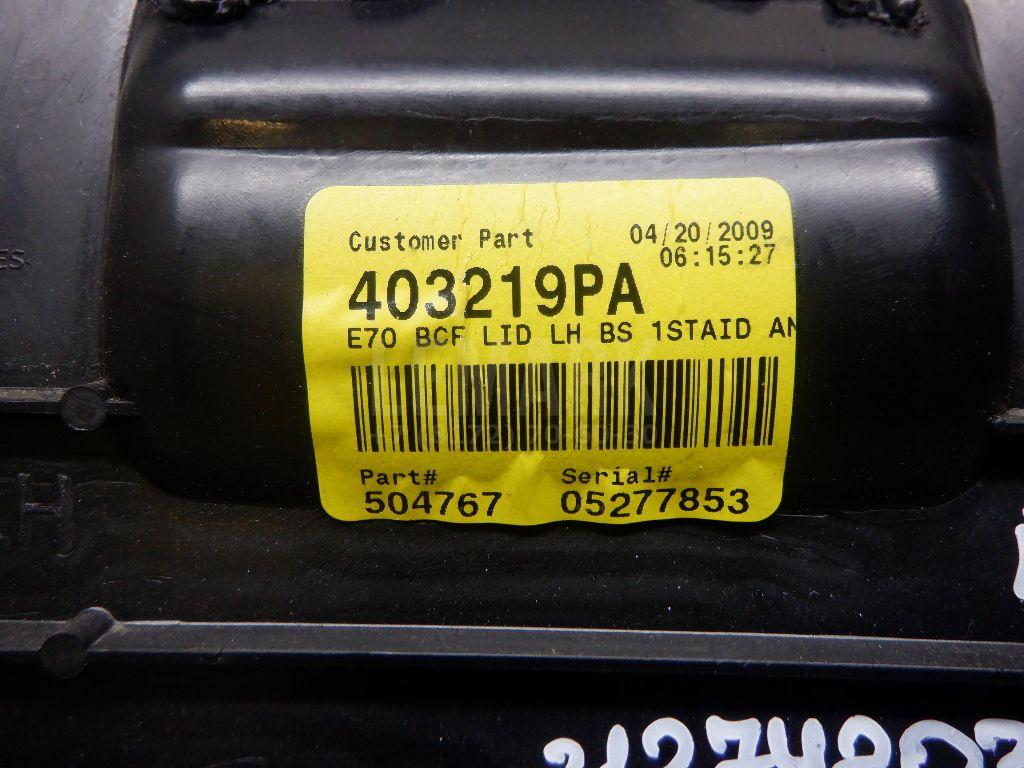 Customer Part 04/20/2009
06:15:27
403219PA
E70 BCF LID LH BS 1STAID AN
Part# Serial#
504767 05277853
ES
H